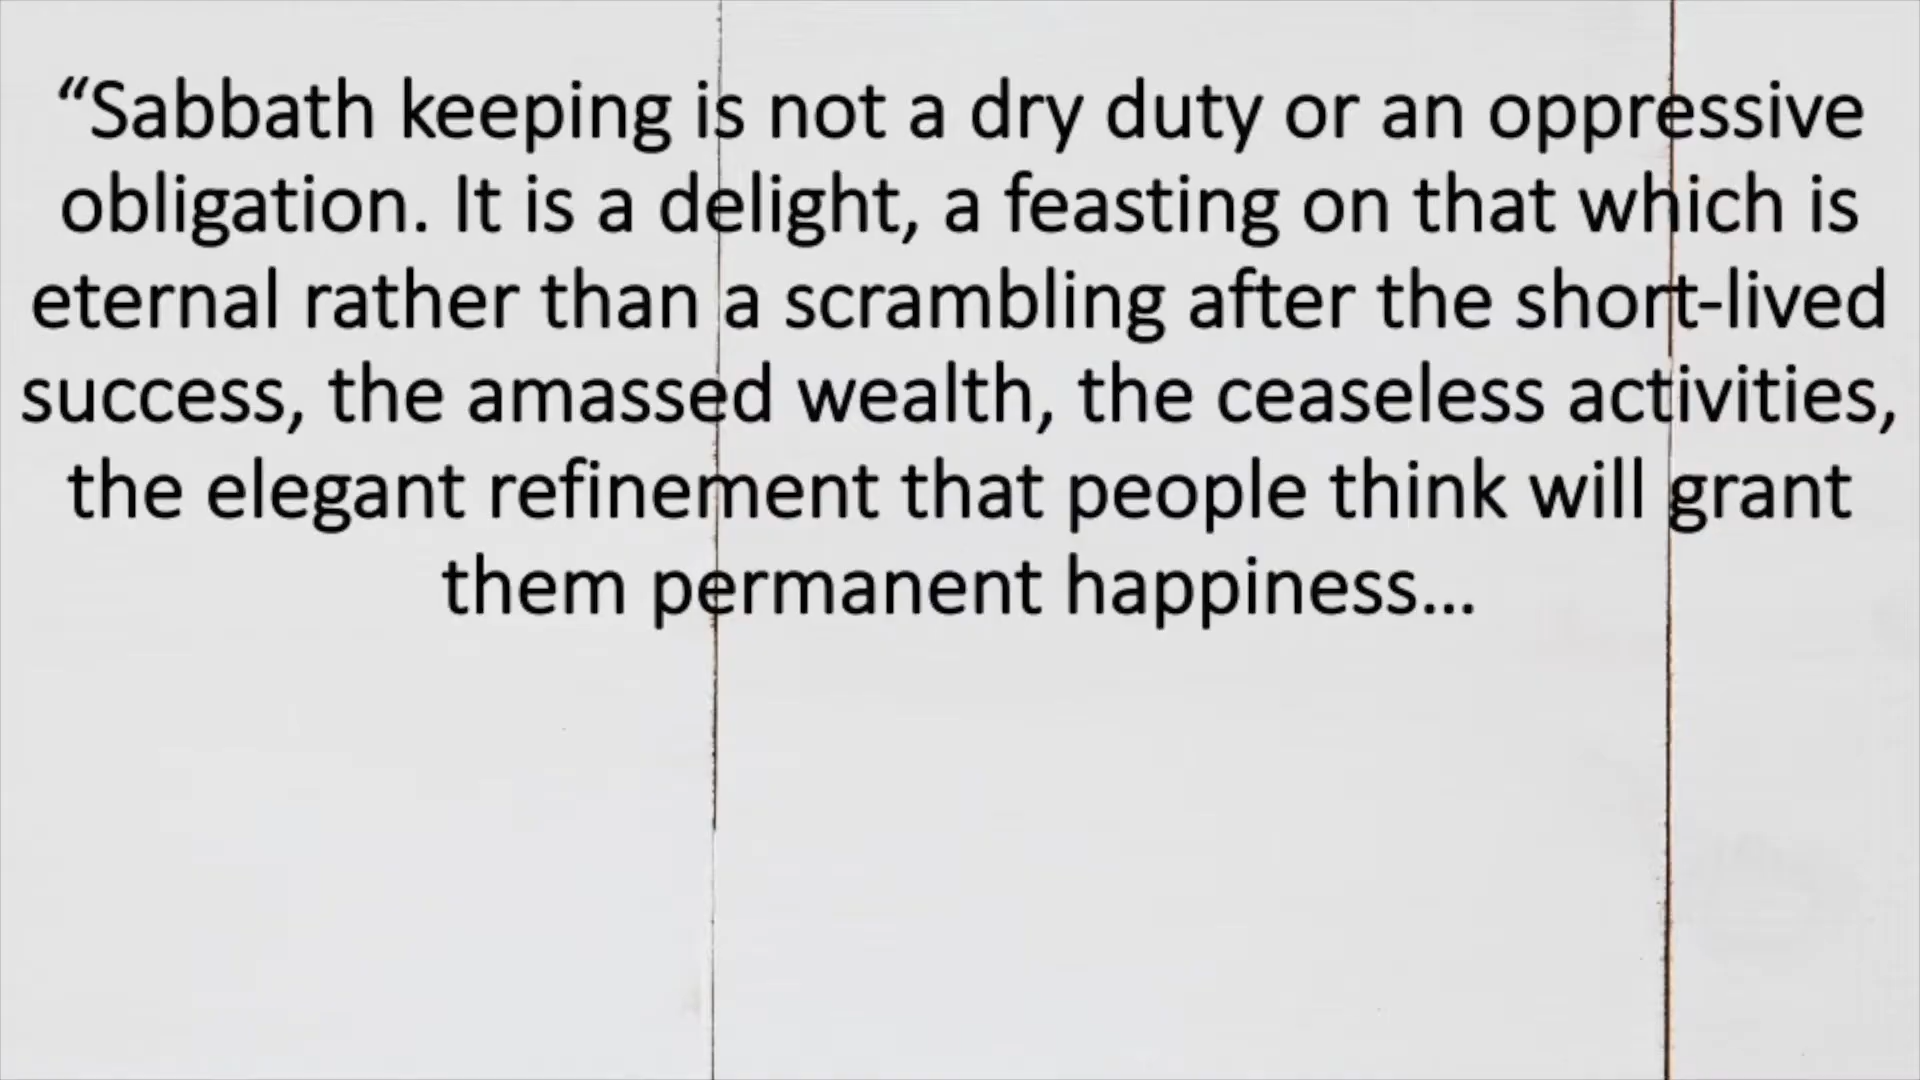 “Sabbath keeping is not a dry duty or an oppressive
obligation. It is a delight, a feasting on that which is
eternal rather than a scrambling after the short-lived
success, the amassed wealth, the ceaseless activities,
the elegant refinement that people think will grant
them permanent happiness...